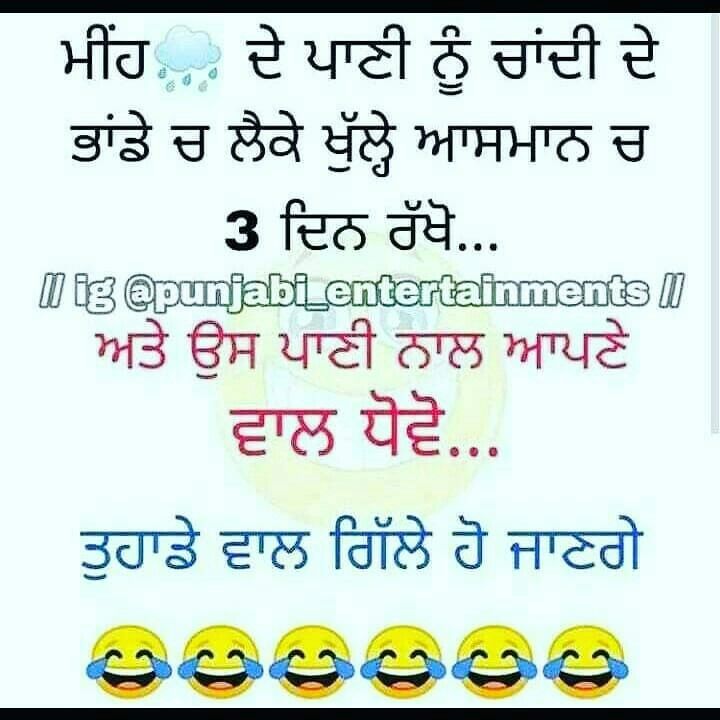 ਮੀਂਹ🌧 ਦੇ ਪਾਣੀ ਨੂੰ ਚਾਂਦੀ ਦੇ
ਭਾਂਡੇ ਚ ਲੈਕੇ ਖੁੱਲ੍ਹੇ ਆਸਮਾਨ ਚ
3 ਦਿਨ ਰੱਖੋ...
// ig @punjabi_entertainments //
ਅਤੇ ਉਸ ਪਾਣੀ ਨਾਲ ਆਪਣੇ
ਵਾਲ ਧੋਵੋ...
ਤੁਹਾਡੇ ਵਾਲ ਗਿੱਲੇ ਹੋ ਜਾਣਗੇ
😂😂😂😂😂😂